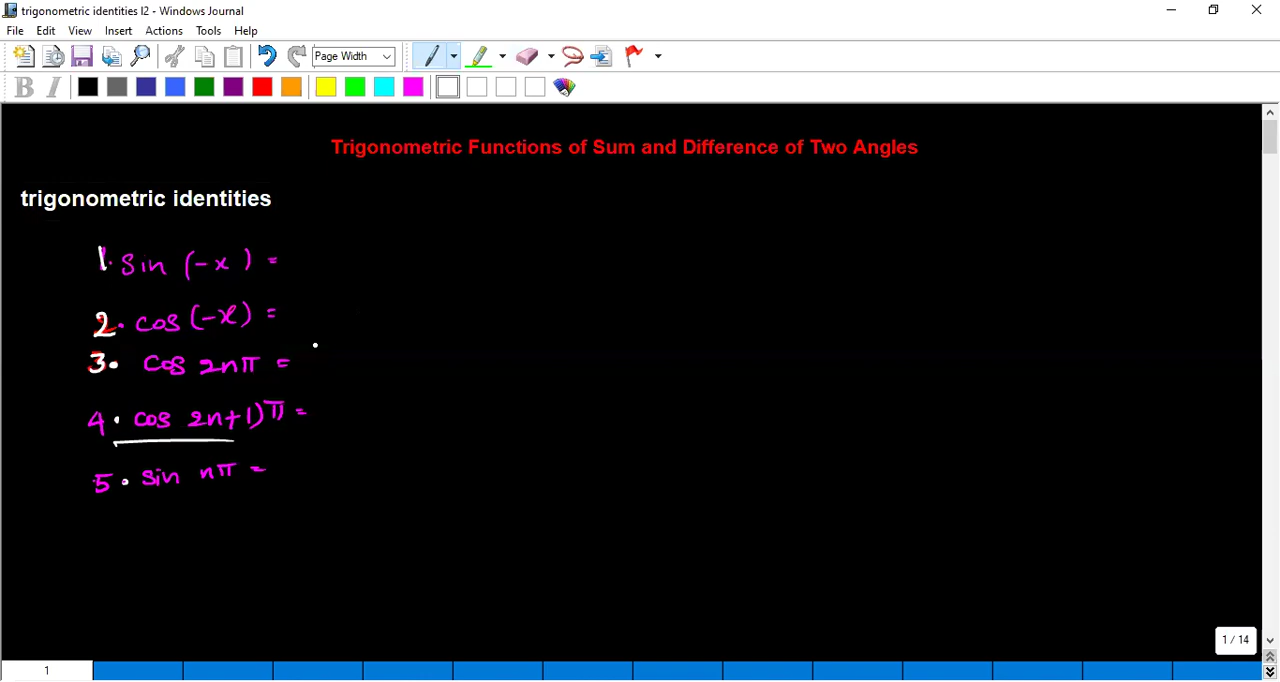 trigonometric identities l2 - Windows Journal
File Edit View Insert Actions Tools Help
Page Width
B I
Trigonometric Functions of Sum and Difference of Two Angles
trigonometric identities
1. Sin (-x) =
2. cos (-x) =
3. cos 2nπ =
4. cos 2n+1)π =
5. sin nπ =
1 / 14
1